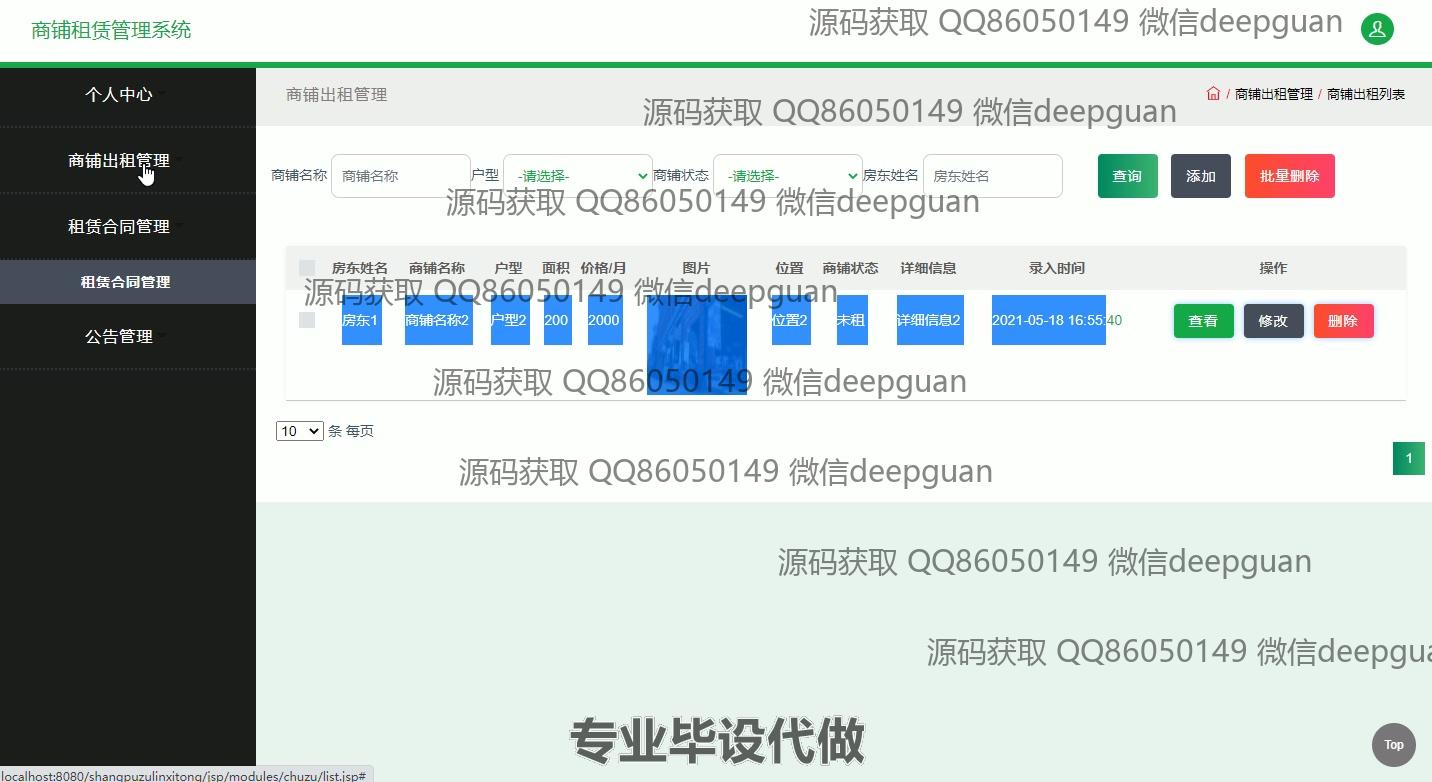 商铺租赁管理系统
源码获取 QQ86050149 微信deepguan
个人中心
商铺出租管理
商铺出租管理 / 商铺出租列表
源码获取 QQ86050149 微信deepguan
商铺出租管理
商铺名称 商铺名称 户型 -请选择- 商铺状态 -请选择- 房东姓名 房东姓名 查询 添加 批量删除
源码获取 QQ86050149 微信deepguan
租赁合同管理
租赁合同管理
房东姓名 商铺名称 户型 面积 价格/月 图片 位置 商铺状态 详细信息 录入时间 操作
源码获取 QQ86050149 微信deepguan
房东1 商铺名称2 户型2 200 2000 位置2 未租 详细信息2 2021-05-18 16:55:40 查看 修改 删除
公告管理
源码获取 QQ86050149 微信deepguan
10 条 每页
1
源码获取 QQ86050149 微信deepguan
源码获取 QQ86050149 微信deepguan
源码获取 QQ86050149 微信deepgua
专业毕设代做
Top
localhost:8080/shangpuzulinxitong/jsp/modules/chuzu/list.jsp#